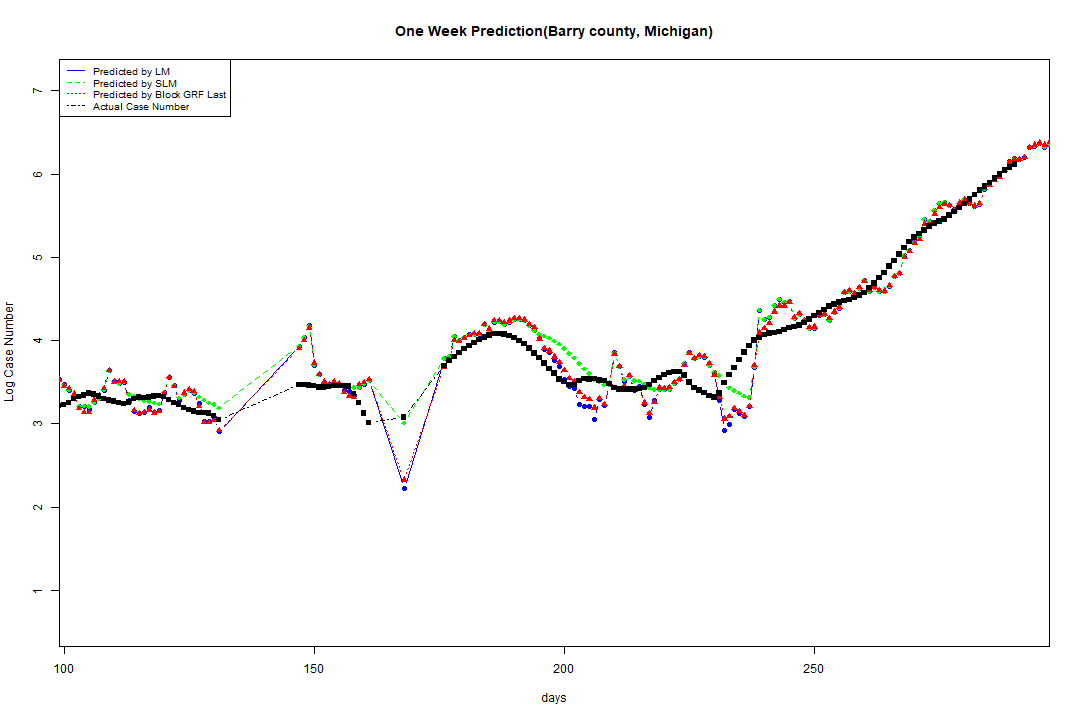 One Week Prediction(Barry county, Michigan)
Predicted by LM
Predicted by SLM
Predicted by Block GRF Last
Actual Case Number
Log Case Number
7
6
5
4
3
2
1
100 150 200 250
days